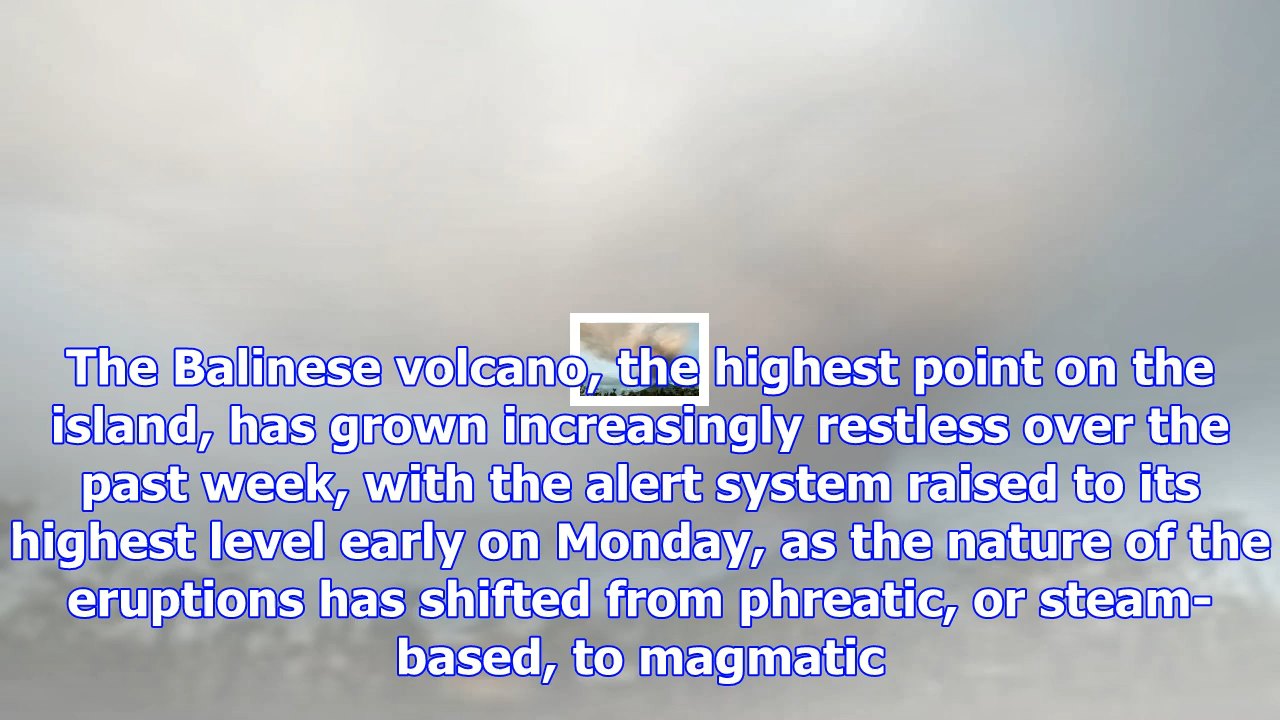 The Balinese volcano, the highest point on the
island, has grown increasingly restless over the
past week, with the alert system raised to its
highest level early on Monday, as the nature of the
eruptions has shifted from phreatic, or steam-
based, to magmatic